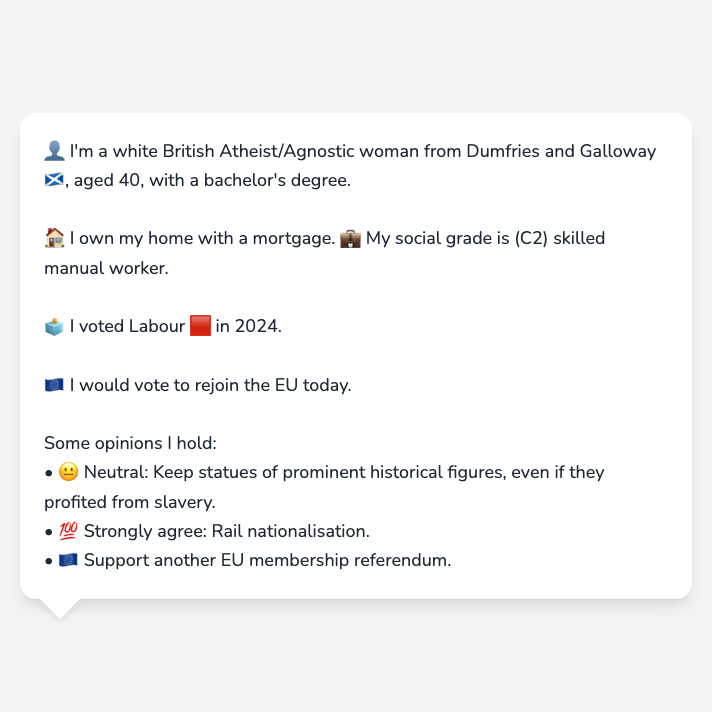 👤 I'm a white British Atheist/Agnostic woman from Dumfries and Galloway
🏴󠁧󠁢󠁳󠁣󠁴󠁿, aged 40, with a bachelor's degree.
🏠 I own my home with a mortgage. 💼 My social grade is (C2) skilled
manual worker.
🗳️ I voted Labour 🟥 in 2024.
🇪🇺 I would vote to rejoin the EU today.
Some opinions I hold:
• 😐 Neutral: Keep statues of prominent historical figures, even if they
profited from slavery.
• 💯 Strongly agree: Rail nationalisation.
• 🇪🇺 Support another EU membership referendum.